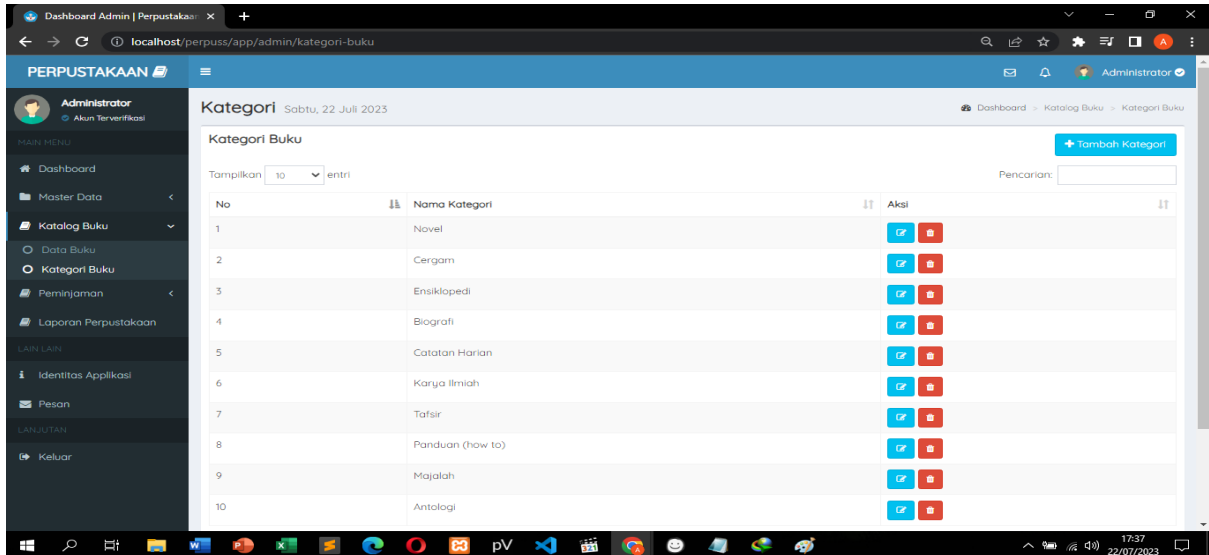 Dashboard Admin | Perpustakaan
localhost/perpuss/app/admin/kategori-buku
A
PERPUSTAKAAN
Administrator
Administrator
Akun Terverifikasi
Kategori Sabtu, 22 Juli 2023
Dashboard > Katalog Buku > Kategori Buku
MAIN MENU
Dashboard
Master Data
Katalog Buku
Data Buku
Kategori Buku
Peminjaman
Laporan Perpustakaan
LAIN LAIN
Identitas Applikasi
Pesan
LANJUTAN
Keluar
Kategori Buku
+ Tambah Kategori
Tampilkan 10 entri
Pencarian:
No Nama Kategori Aksi
1 Novel
2 Cergam
3 Ensiklopedi
4 Biografi
5 Catatan Harian
6 Karya Ilmiah
7 Tafsir
8 Panduan (how to)
9 Majalah
10 Antologi
pV
321
17:37
22/07/2023